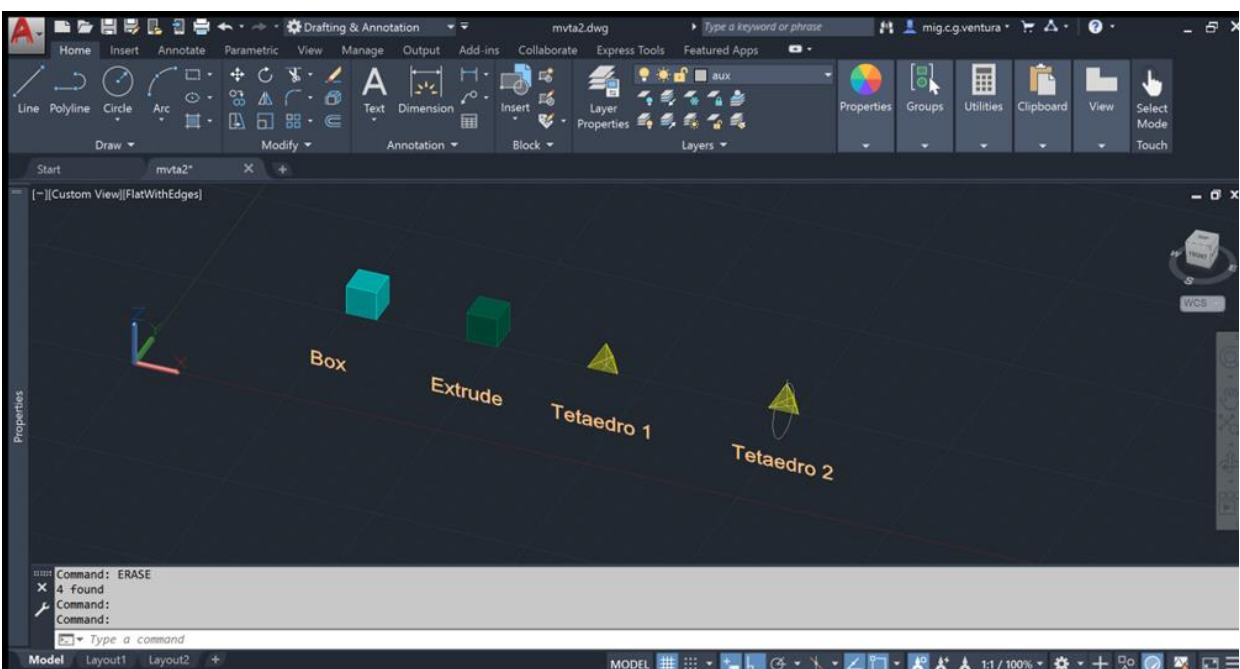 Drafting & Annotation
mvta2.dwg
Type a keyword or phrase
mig.c.g.ventura
Home Insert Annotate Parametric View Manage Output Add-ins Collaborate Express Tools Featured Apps
Line Polyline Circle Arc
Text Dimension
Insert
Layer Properties
aux
Properties Groups Utilities Clipboard View Select Mode
Draw Modify Annotation Block Layers Touch
Start mvta2* +
[−][Custom View][FlatWithEdges]
WCS
Box
Extrude
Tetaedro 1
Tetaedro 2
Properties
Command: ERASE
4 found
Command:
Command:
Type a command
Model Layout1 Layout2 +
MODEL 1:1 / 100%